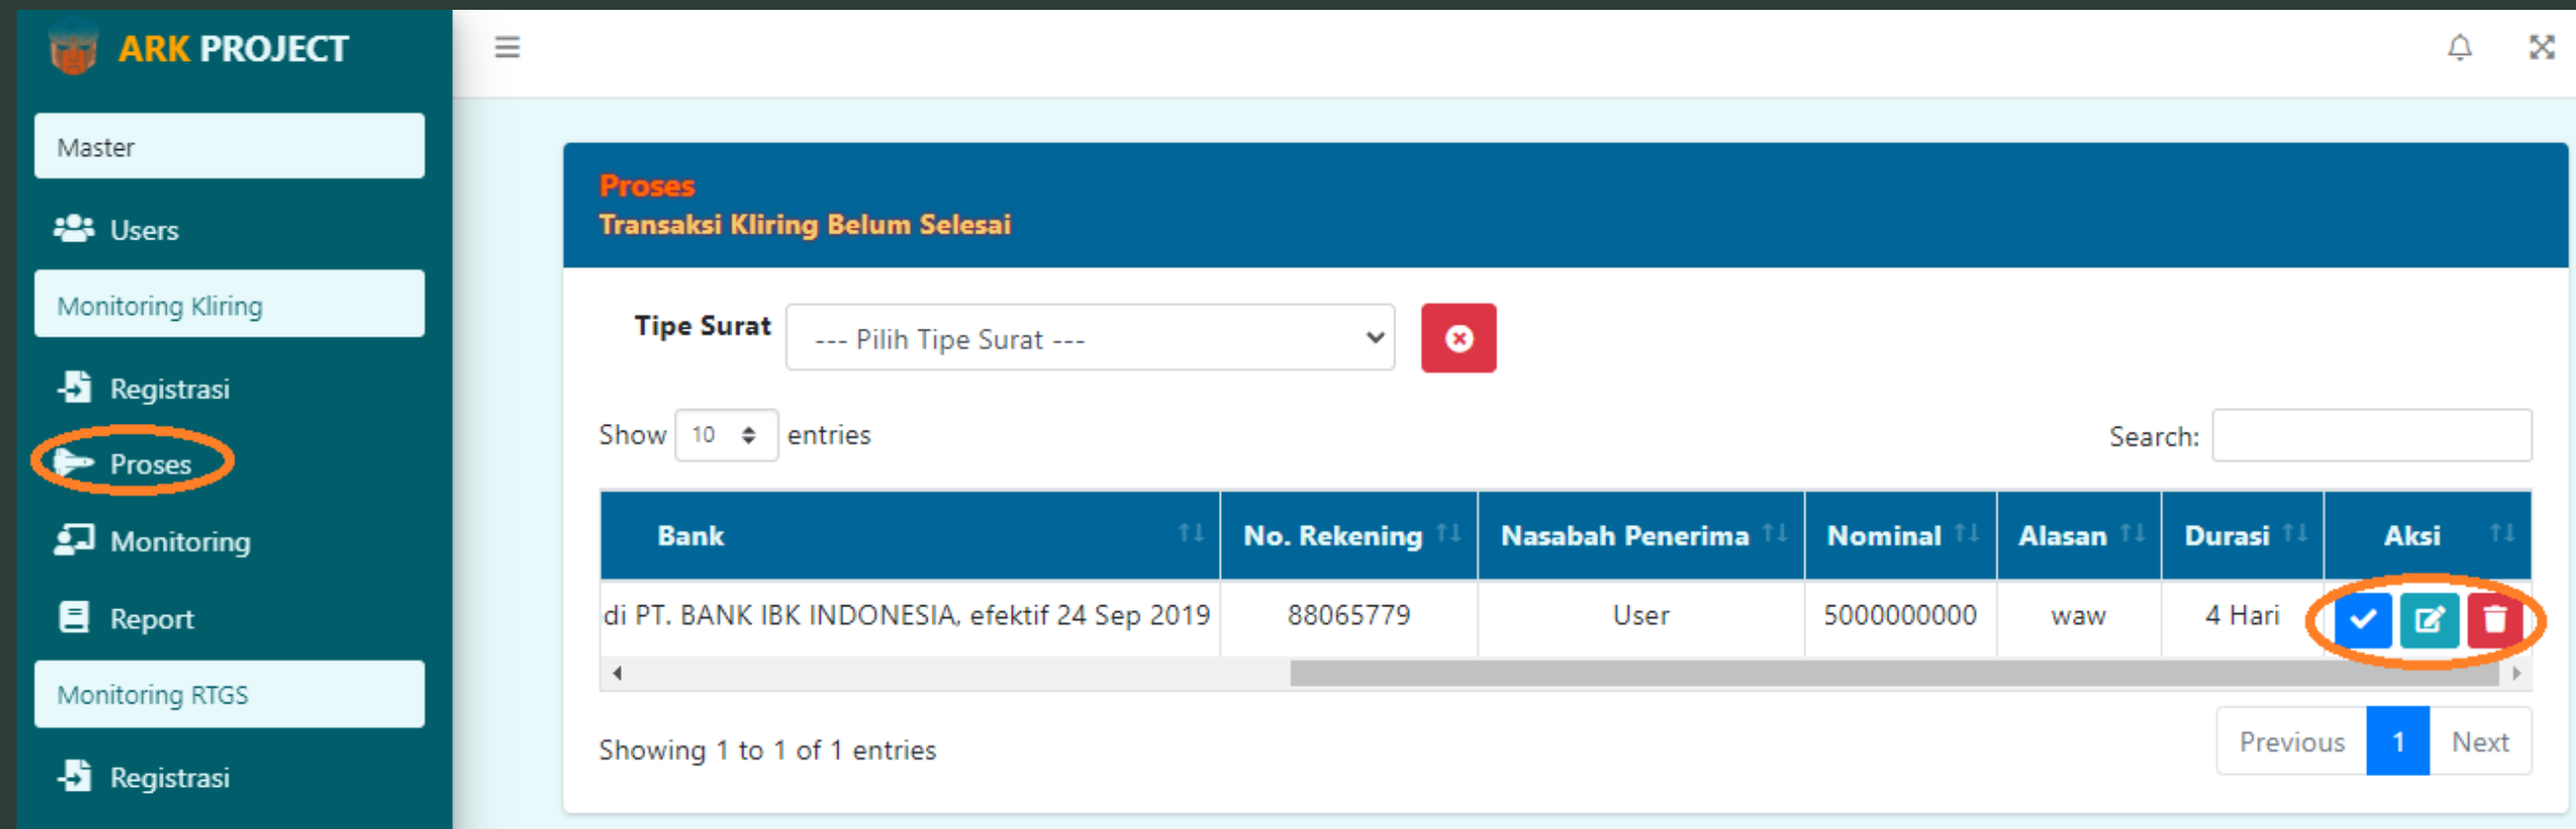 ARK PROJECT
Master
Users
Monitoring Kliring
Registrasi
Proses
Monitoring
Report
Monitoring RTGS
Registrasi
Proses
Transaksi Kliring Belum Selesai
Tipe Surat --- Pilih Tipe Surat ---
Show 10 entries Search:
Bank No. Rekening Nasabah Penerima Nominal Alasan Durasi Aksi
di PT. BANK IBK INDONESIA, efektif 24 Sep 2019 88065779 User 5000000000 waw 4 Hari
Showing 1 to 1 of 1 entries Previous 1 Next